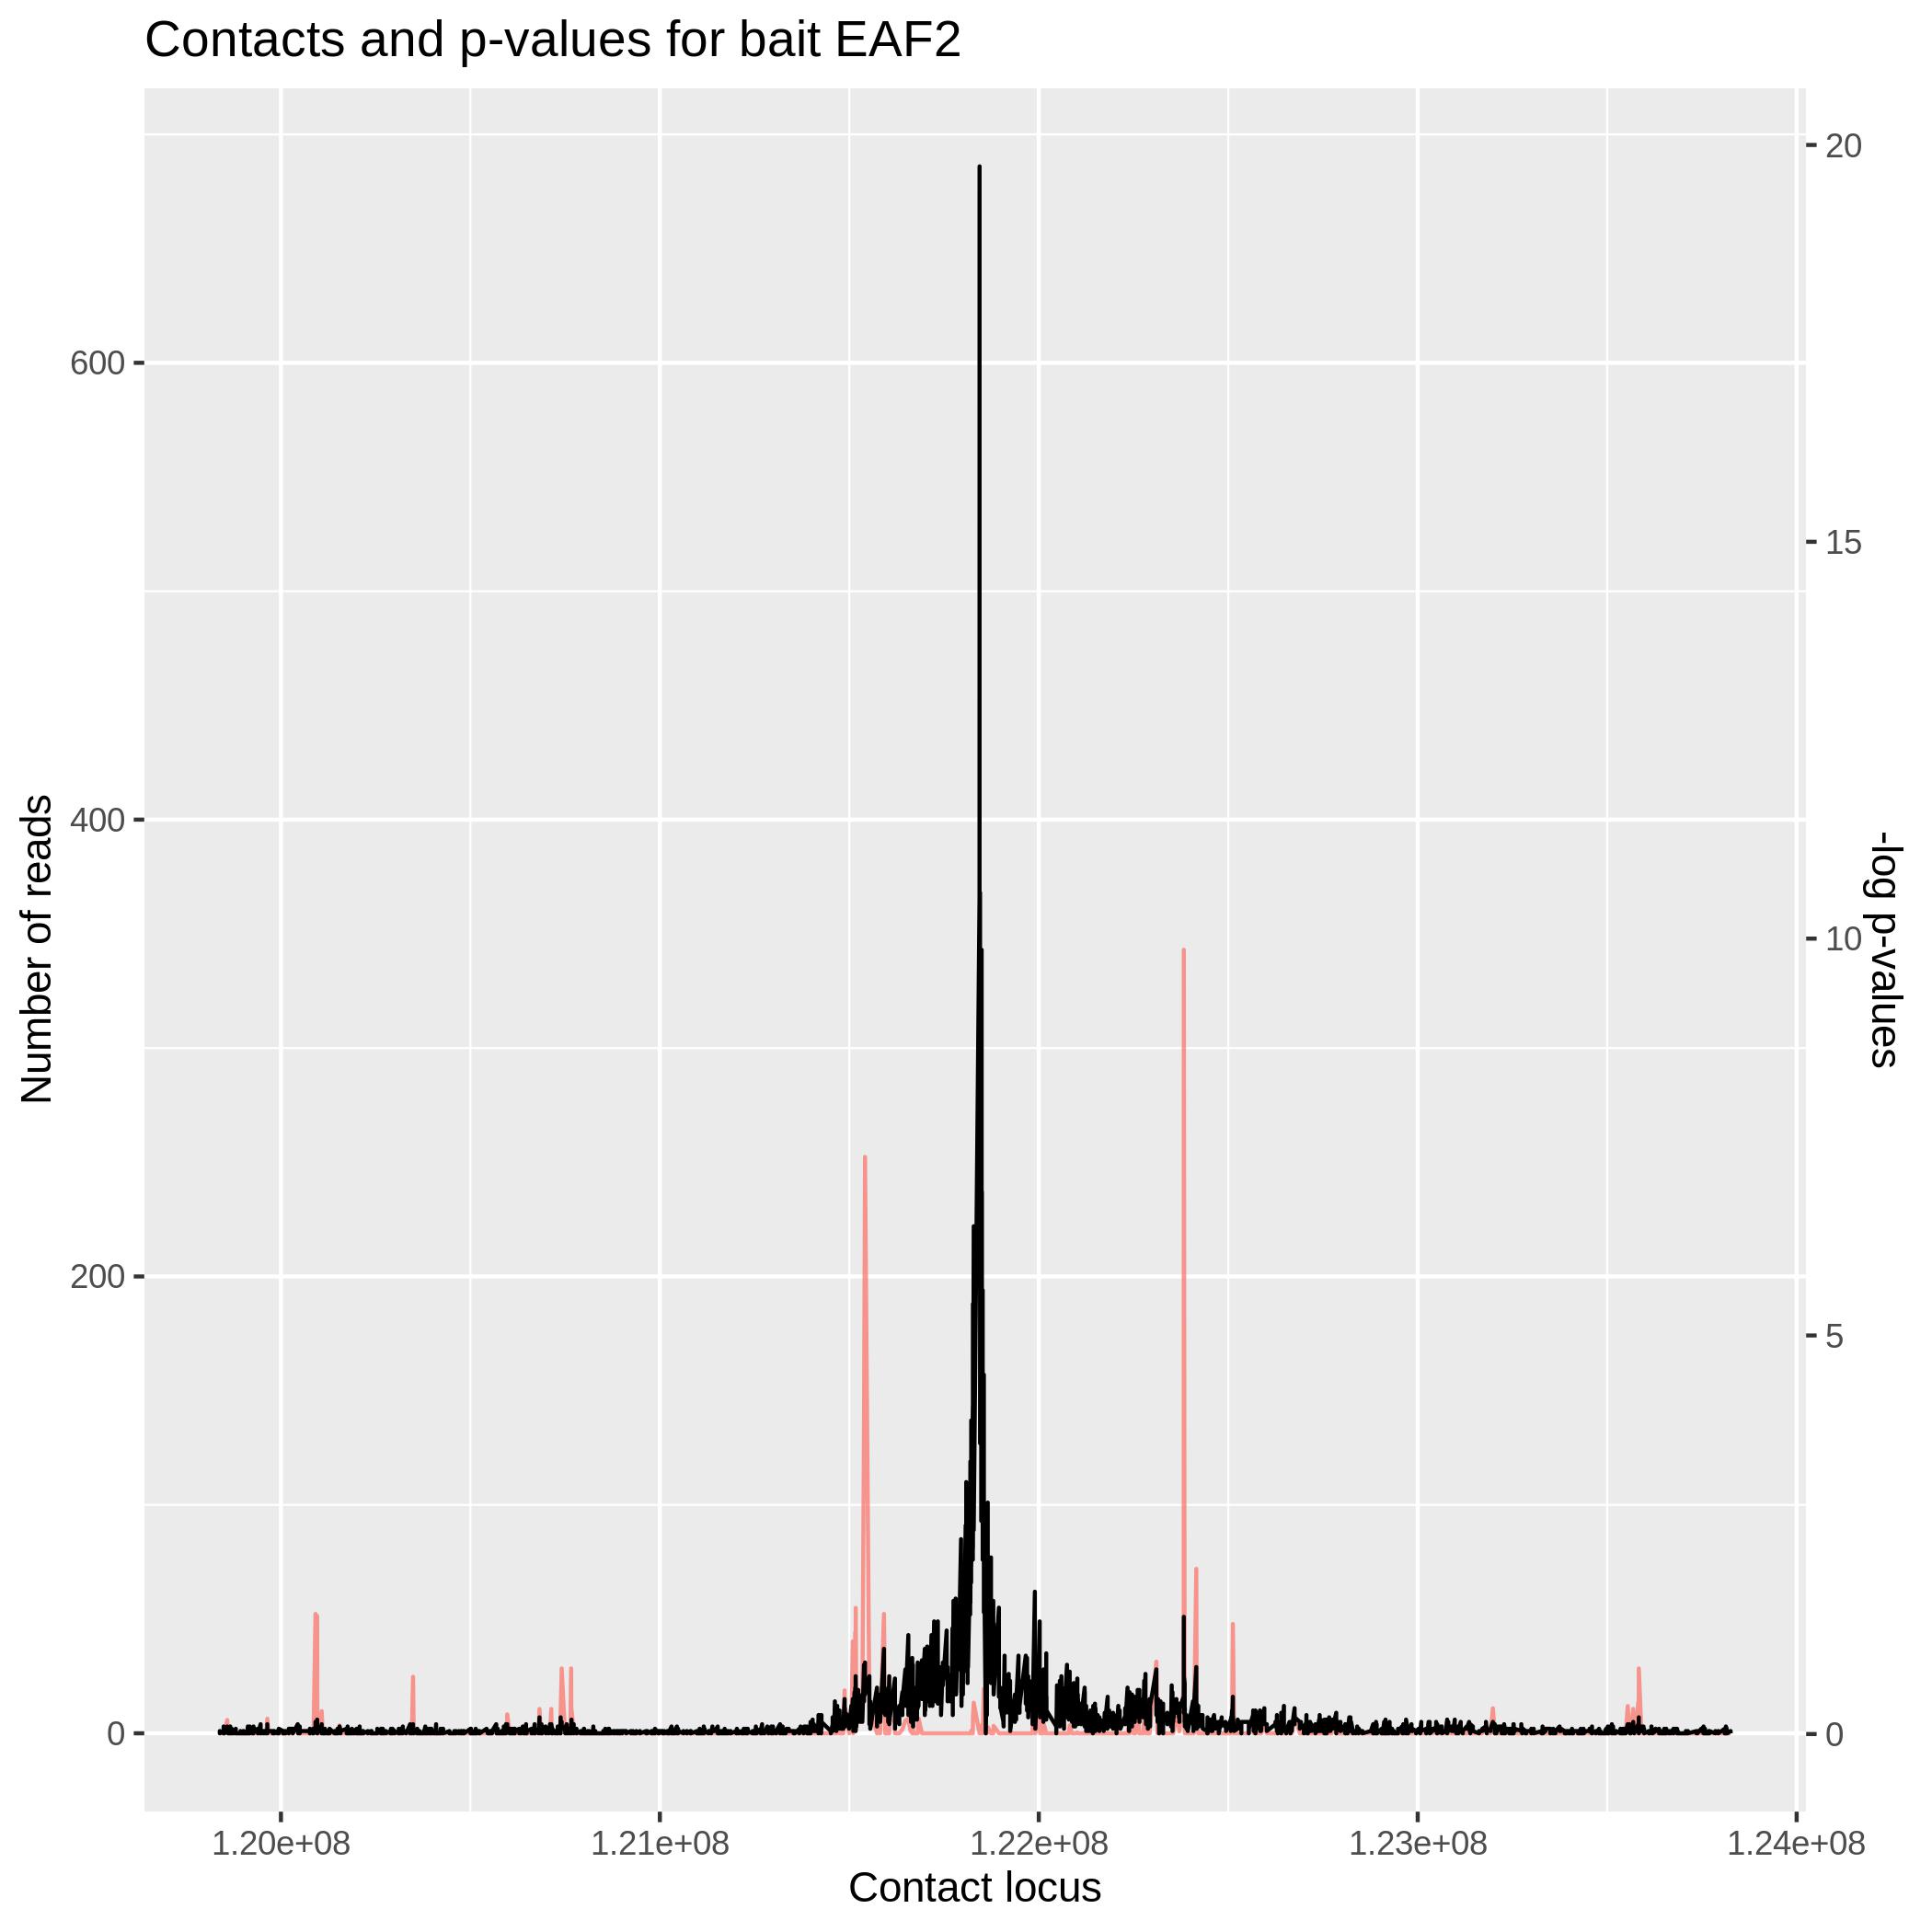 Contacts and p-values for bait EAF2
20
15
10
5
0
-log p-values
600
400
200
0
Number of reads
1.20e+08 1.21e+08 1.22e+08 1.23e+08 1.24e+08
Contact locus